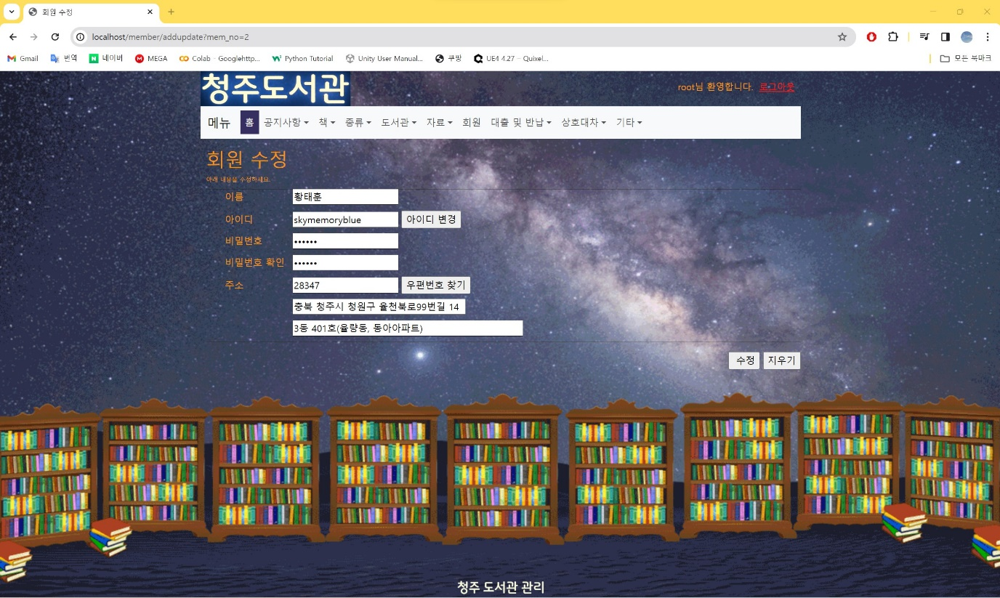 회원 수정
localhost/member/addupdate?mem_no=2
Gmail 번역 네이버 MEGA Colab - Googlehttp... Python Tutorial Unity User Manual... 쿠팡 UE4 4.27 – Quixel... 모든 북마크
청주도서관
root님 환영합니다. 로그아웃
메뉴 홈 공지사항 책 종류 도서관 자료 회원 대출 및 반납 상호대차 기타
회원 수정
아래 내용을 수정하세요.
이름 황태훈
아이디 skymemoryblue 아이디 변경
비밀번호 ••••••
비밀번호 확인 ••••••
주소 28347 우편번호 찾기
충북 청주시 청원구 율천북로99번길 14
3동 401호(율량동, 동아아파트)
수정 지우기
청주 도서관 관리